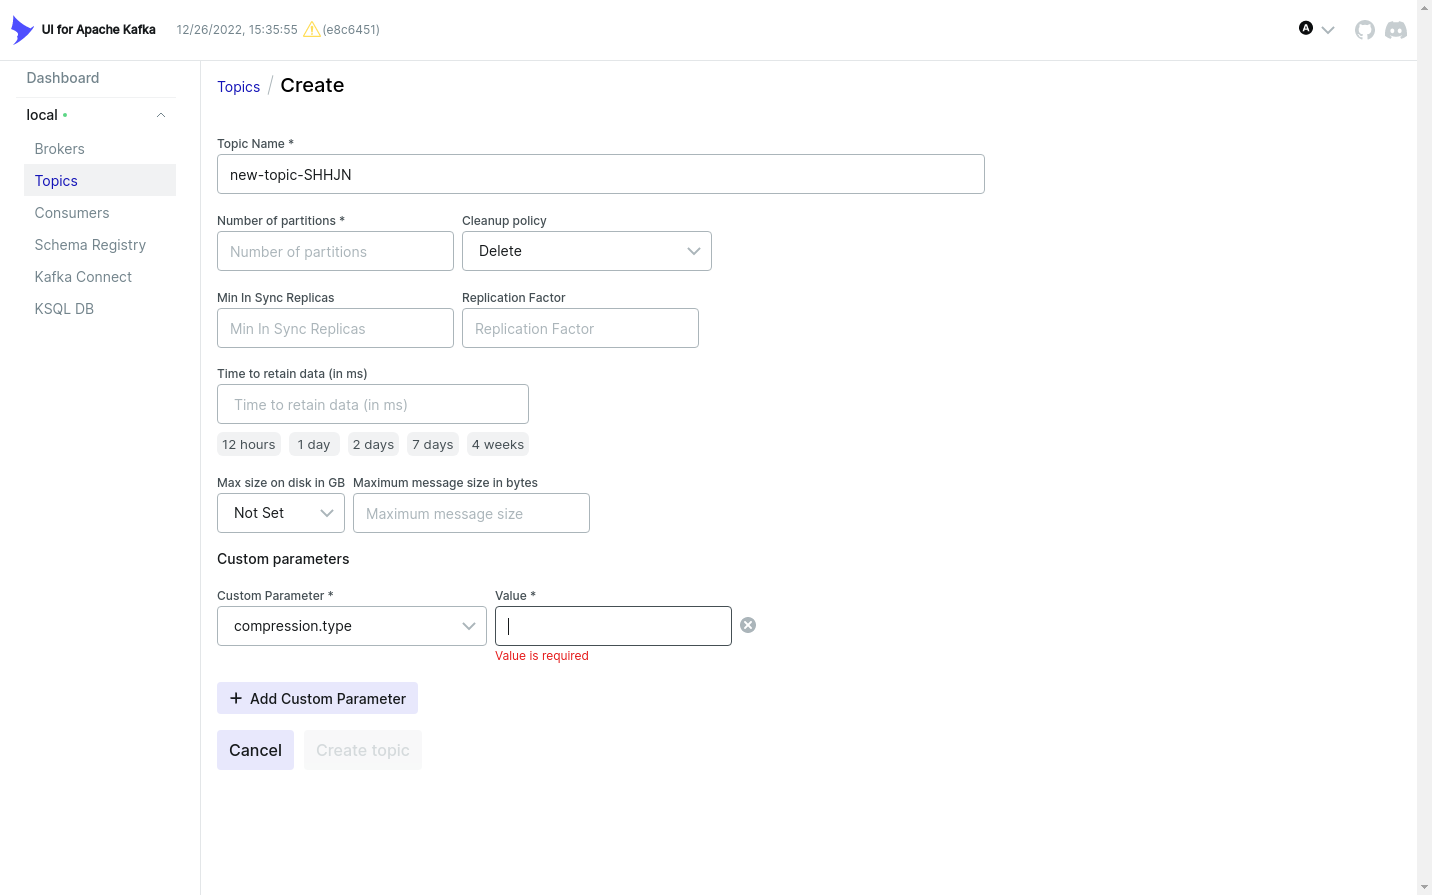 UI for Apache Kafka 12/26/2022, 15:35:55 (e8c6451) A
Dashboard
local
Brokers
Topics
Consumers
Schema Registry
Kafka Connect
KSQL DB
Topics / Create
Topic Name *
new-topic-SHHJN
Number of partitions * Cleanup policy
Number of partitions Delete
Min In Sync Replicas Replication Factor
Min In Sync Replicas Replication Factor
Time to retain data (in ms)
Time to retain data (in ms)
12 hours 1 day 2 days 7 days 4 weeks
Max size on disk in GB Maximum message size in bytes
Not Set Maximum message size
Custom parameters
Custom Parameter * Value *
compression.type
Value is required
+ Add Custom Parameter
Cancel Create topic